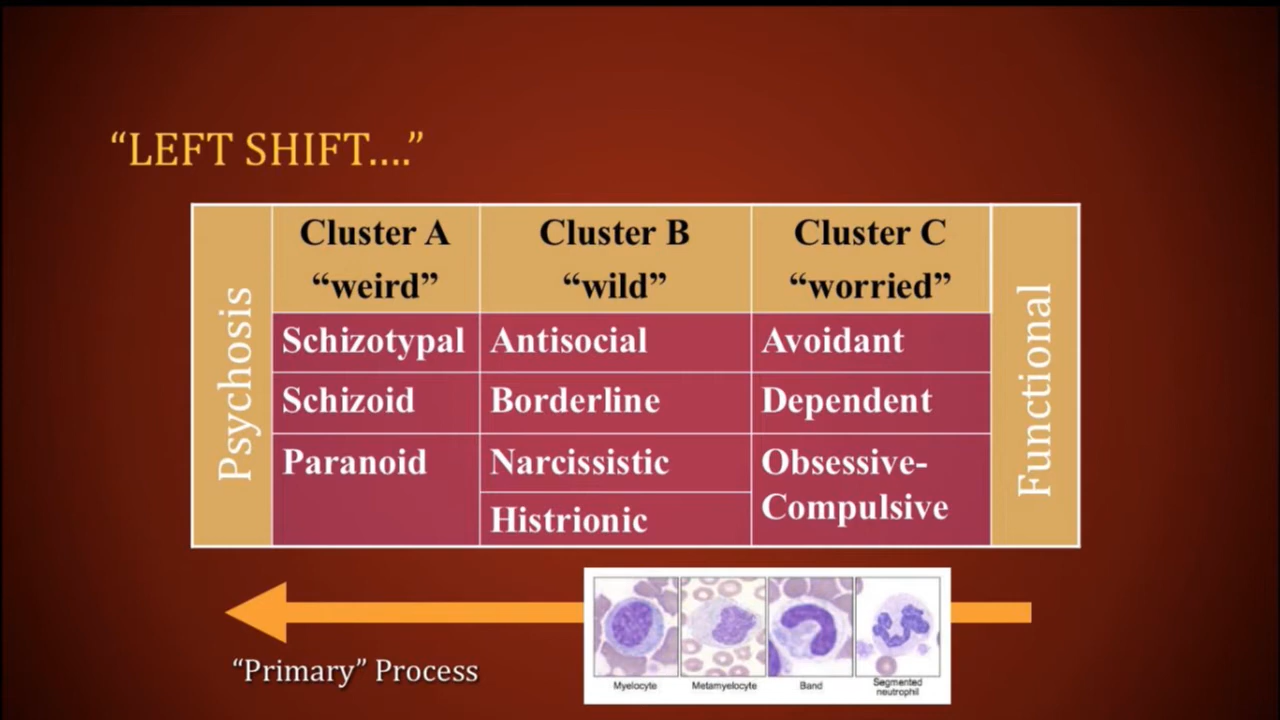 “LEFT SHIFT....”
Psychosis
Cluster A
“weird”
Cluster B
“wild”
Cluster C
“worried”
Functional
Schizotypal
Antisocial
Avoidant
Schizoid
Borderline
Dependent
Paranoid
Narcissistic
Obsessive-
Compulsive
Histrionic
“Primary” Process
Myelocyte
Metamyelocyte
Band
Segmented
neutrophil